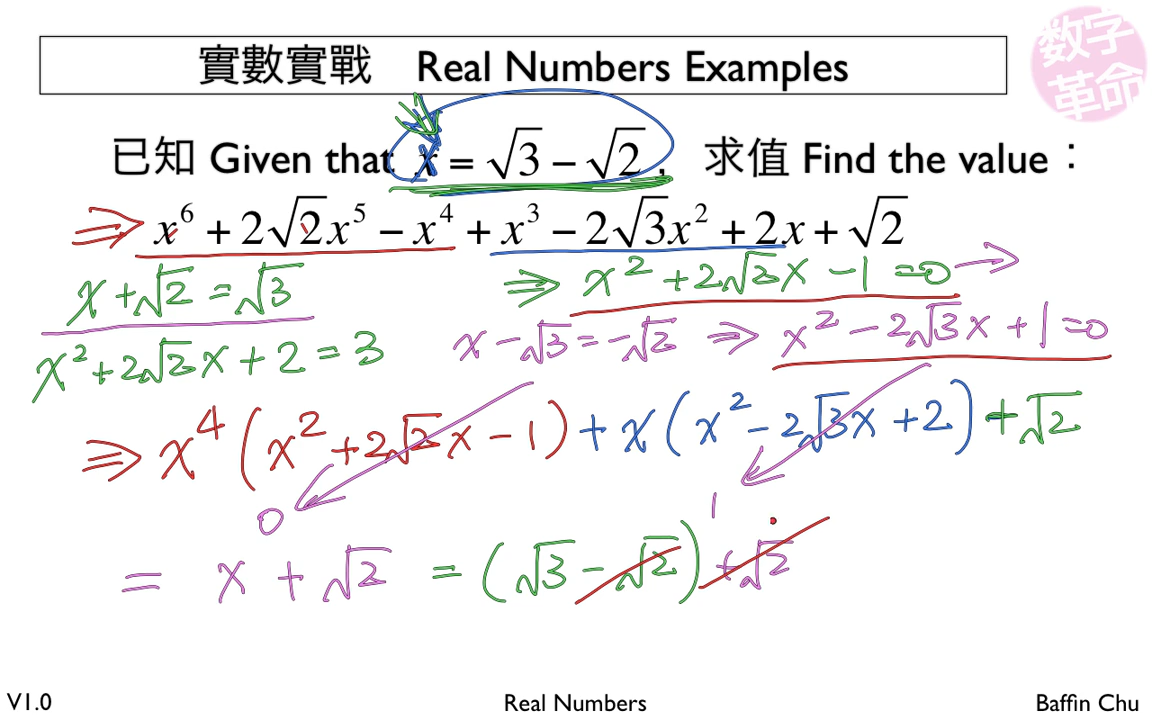 實數實戰 Real Numbers Examples
数字
革命
已知 Given that x = √3 − √2 , 求值 Find the value：
⇒ x⁶ + 2√2x⁵ − x⁴ + x³ − 2√3x² + 2x + √2
x + √2 = √3
⇒ x² + 2√2x − 1 = 0 →
x² + 2√2x + 2 = 3
x − √3 = −√2 ⇒ x² − 2√3x + 1 = 0
⇒ x⁴(x² + 2√2x − 1) + x(x² − 2√3x + 2) + √2
0
1
= x + √2 = (√3 − √2) + √2
V1.0
Real Numbers
Baffin Chu